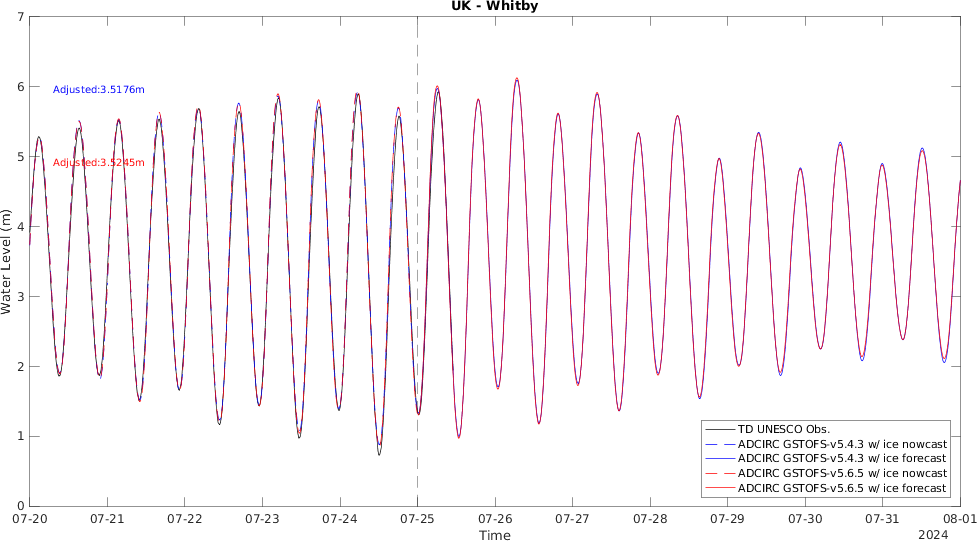 UK - Whitby
7
6
5
4
3
2
1
0
Water Level (m)
Adjusted:3.5176m
Adjusted:3.5245m
TD UNESCO Obs.
ADCIRC GSTOFS-v5.4.3 w/ ice nowcast
ADCIRC GSTOFS-v5.4.3 w/ ice forecast
ADCIRC GSTOFS-v5.6.5 w/ ice nowcast
ADCIRC GSTOFS-v5.6.5 w/ ice forecast
07-20 07-21 07-22 07-23 07-24 07-25 07-26 07-27 07-28 07-29 07-30 07-31 08-01
Time
2024